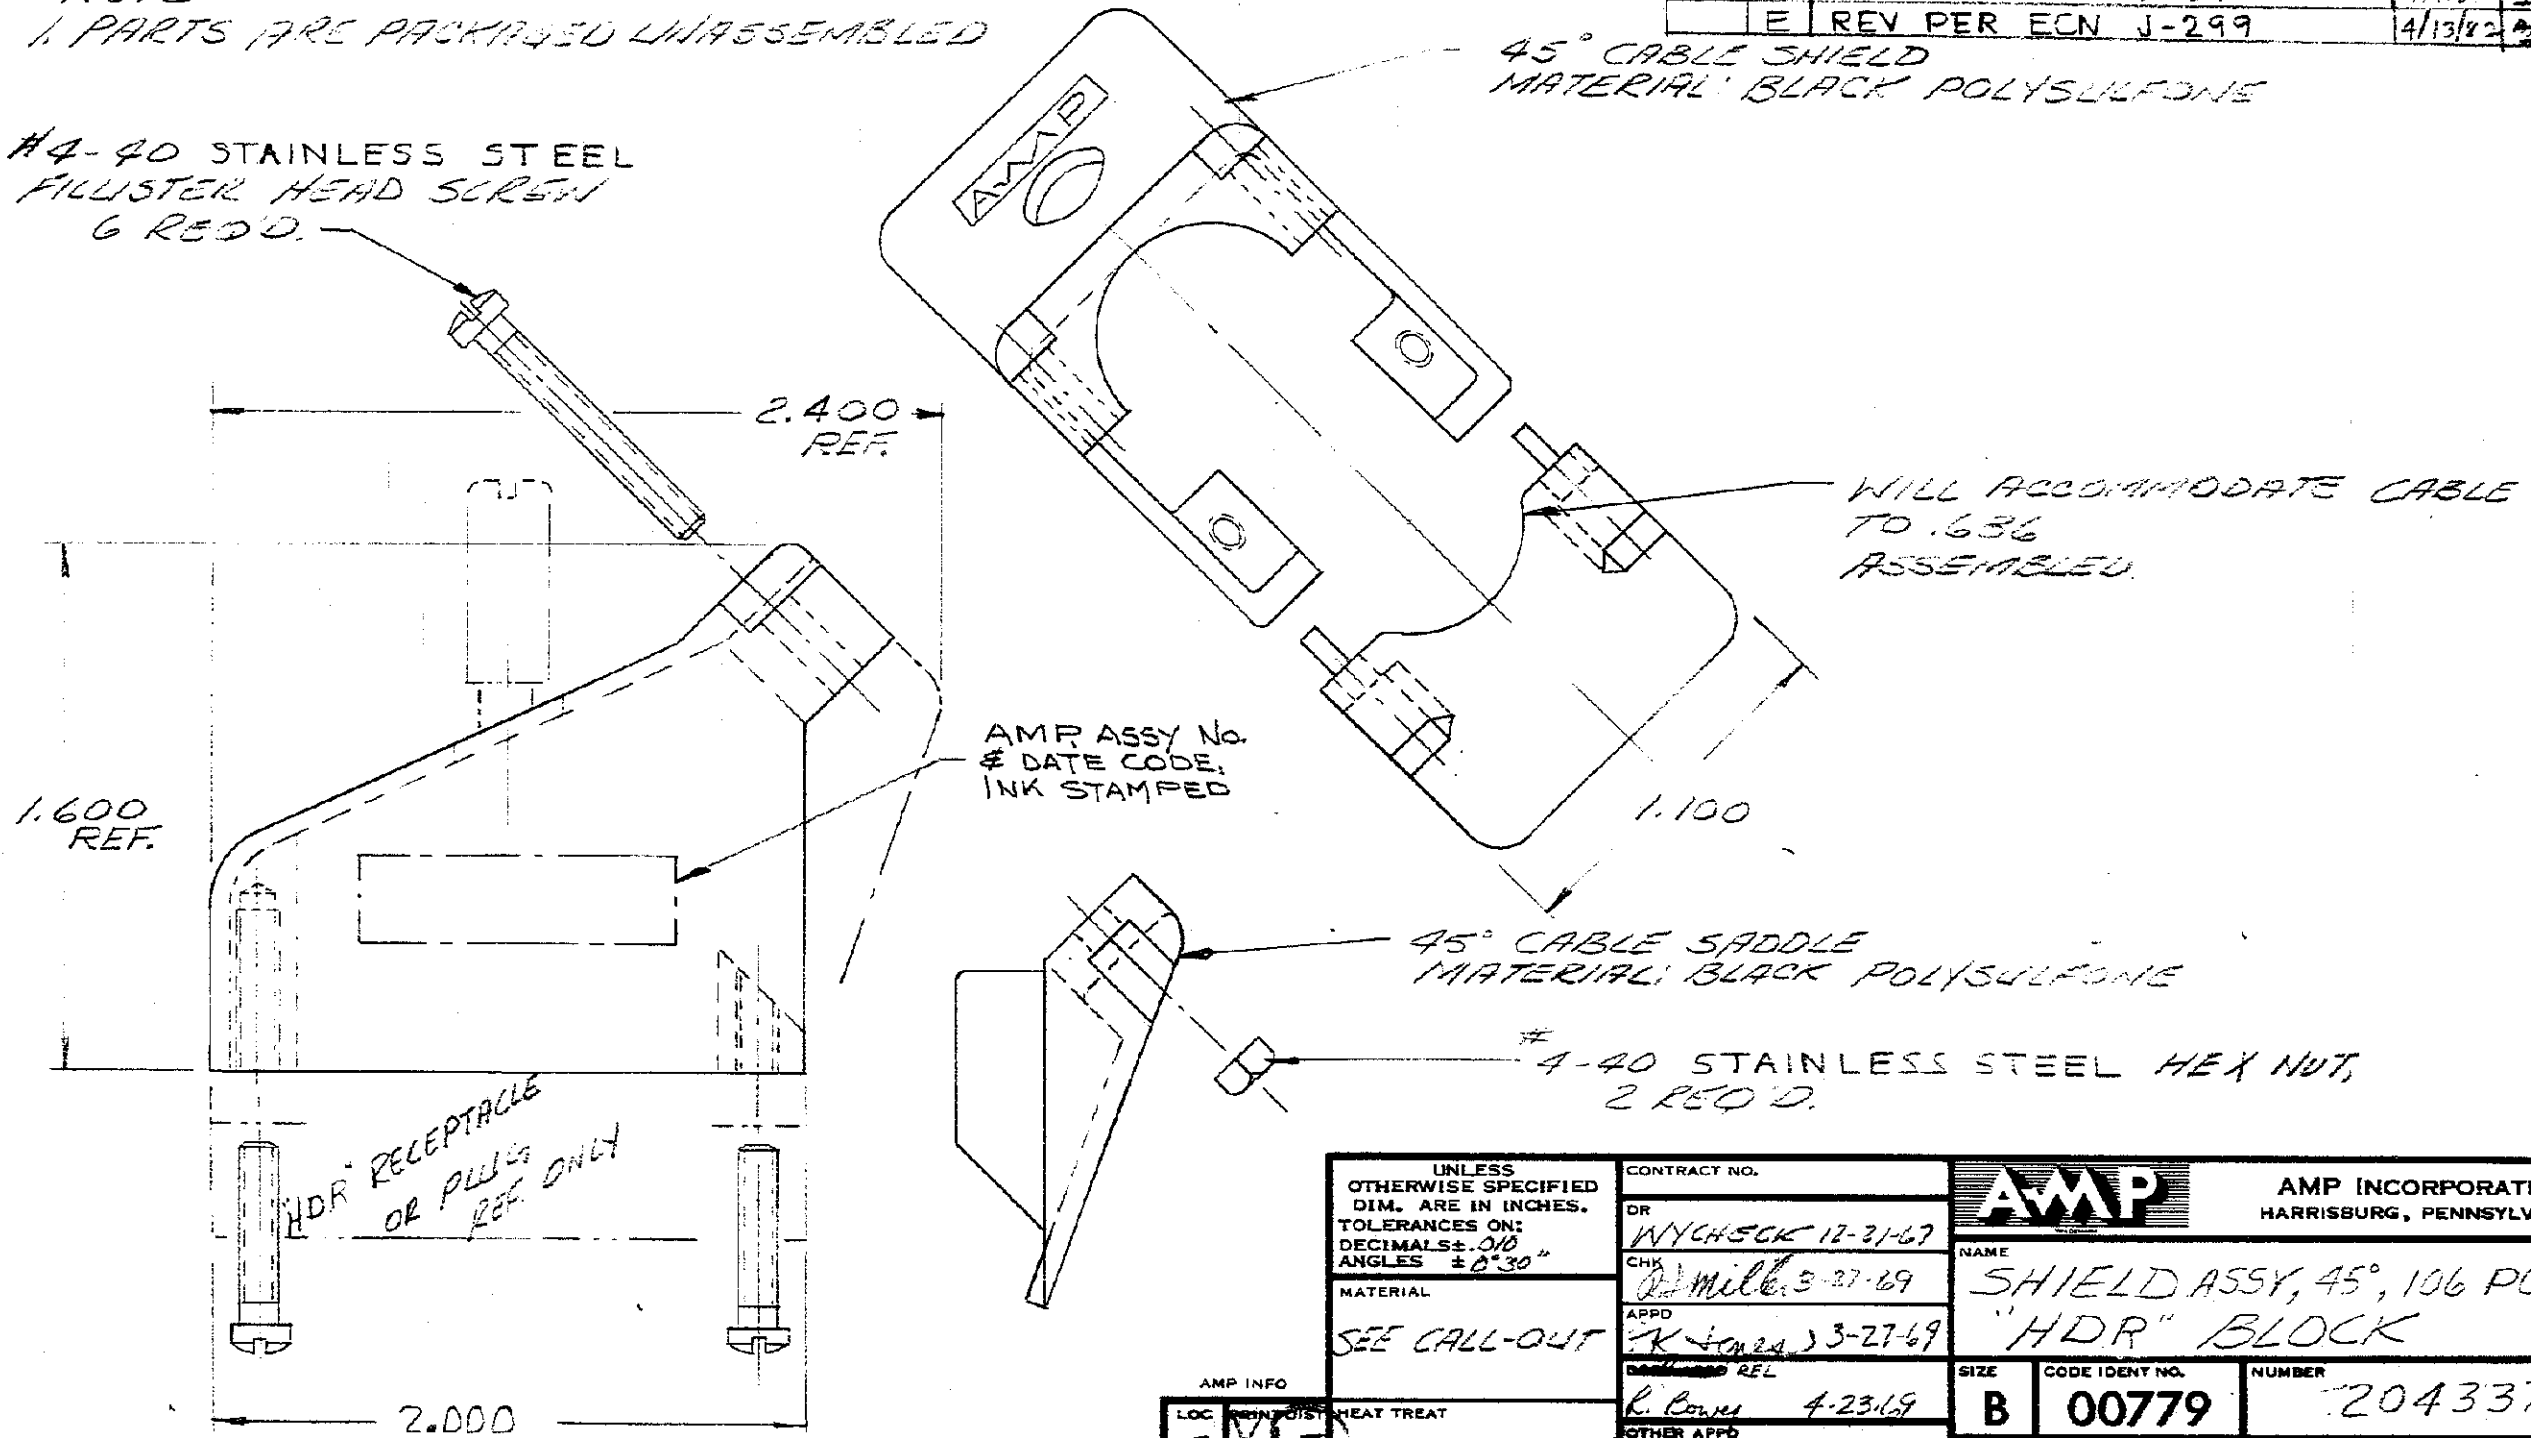 NOTE
1. PARTS ARE PACKAGED UNASSEMBLED
E REV PER ECN J-299 4/13/82
45° CABLE SHIELD
MATERIAL: BLACK POLYSULFONE
#4-40 STAINLESS STEEL
FILLISTER HEAD SCREW
6 REQ'D.
AMP
2.400
REF.
WILL ACCOMMODATE CABLE
TO .636
ASSEMBLED.
AMP ASSY No.
& DATE CODE,
INK STAMPED
1.600
REF.
1.100
45° CABLE SADDLE
MATERIAL: BLACK POLYSULFONE
#4-40 STAINLESS STEEL HEX NUT,
2 REQ'D.
"HDR" RECEPTACLE
OR PLUG
REF. ONLY
2.000
UNLESS
OTHERWISE SPECIFIED
DIM. ARE IN INCHES.
TOLERANCES ON:
DECIMALS ±.010
ANGLES ±0°30"
MATERIAL
SEE CALL-OUT
HEAT TREAT
AMP INFO
LOC PRINT DIST
CONTRACT NO.
DR
WYCHECK 12-31-67
CHK
3-27-69
APPD
3-27-69
REL
R. Bowes 4-23-69
OTHER APPD
AMP
AMP INCORPORAT
HARRISBURG, PENNSYLV
NAME
SHIELD ASSY, 45°, 106 PO
"HDR" BLOCK
SIZE
B
CODE IDENT NO.
00779
NUMBER
204337